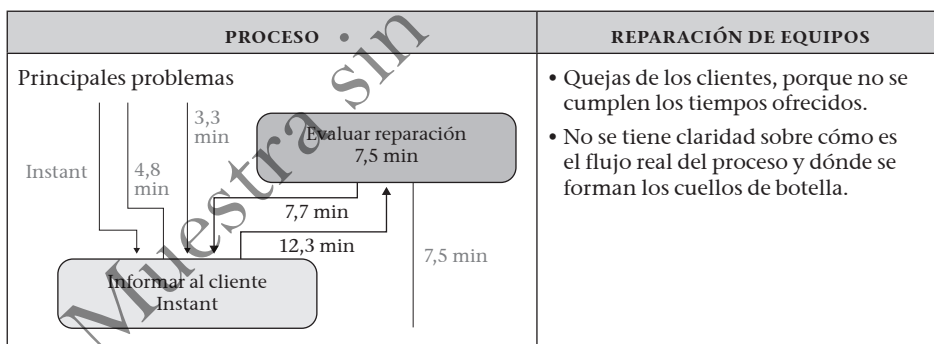 PROCESO
REPARACIÓN DE EQUIPOS
Principales problemas
Instant
4,8
min
3,3
min
Evaluar reparación
7,5 min
7,7 min
12,3 min
7,5 min
Informar al cliente
Instant
• Quejas de los clientes, porque no se
cumplen los tiempos ofrecidos.
• No se tiene claridad sobre cómo es
el flujo real del proceso y dónde se
forman los cuellos de botella.
Muestra sin